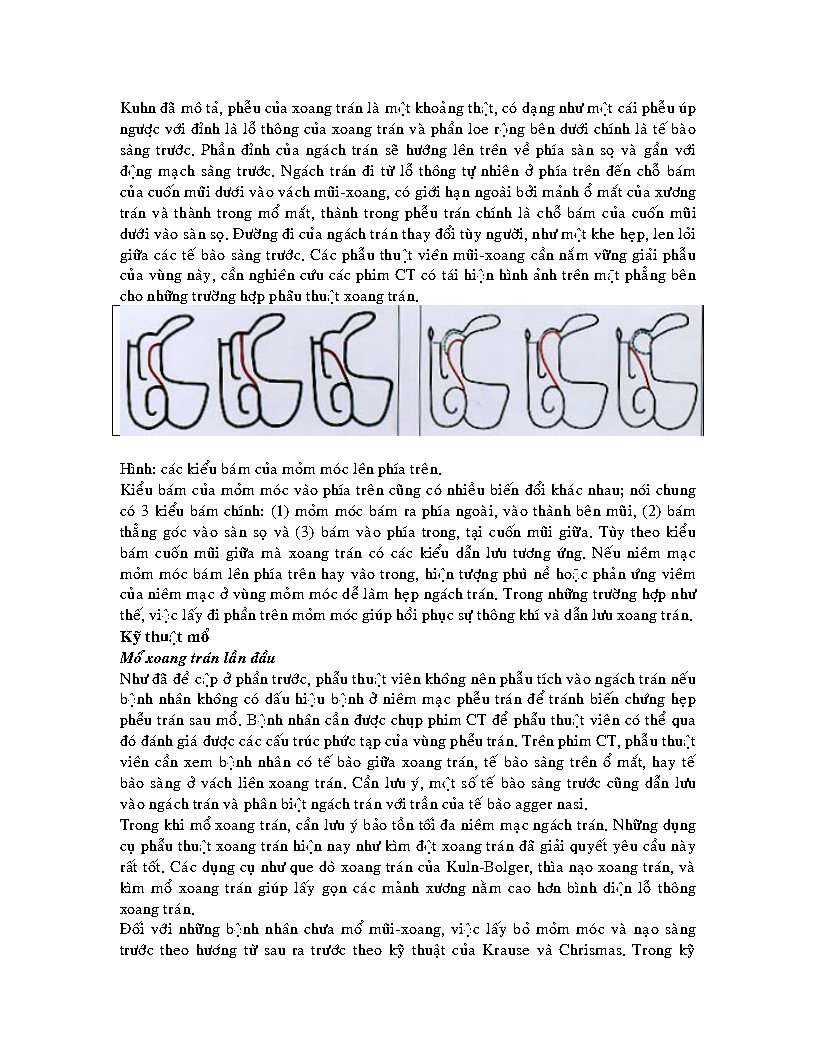 Kuhn đã mô tả, phễu của xoang trán là một khoảng thật, có dạng như một cái phễu úp
ngược với đỉnh là lỗ thông của xoang trán và phần loe rộng bên dưới chính là tế bào
sàng trước. Phần đỉnh của ngách trán sẽ hướng lên trên về phía sàn sọ và gần với
động mạch sàng trước. Ngách trán đi từ lỗ thông tự nhiên ở phía trên đến chỗ bám
của cuốn mũi dươi vào vách mũi-xoang, có giới hạn ngoài bởi mảnh ổ mắt của xương
trán và thành trong mổ mắt, thành trong phễu trán chính là chỗ bám của cuốn mũi
dưới vào sàn sọ. Đường đi của ngách trán thay đổi tùy người, như một khe hẹp, len lỏi
giữa các tế bào sàng trước. Các phẫu thuật viên mũi-xoang cần nắm vững giải phẫu
của vùng này, cần nghiên cứu các phim CT có tái hiện hình ảnh trên mặt phẳng bên
cho những trường hợp phẫu thuật xoang trán.
Hình: các kiểu bám của mỏm móc lên phía trên.
Kiểu bám của mỏm móc vào phía trên cũng có nhiều biến đổi khác nhau; nói chung
có 3 kiểu bám chính: (1) mỏm móc bám ra phía ngoài, vào thành bên mũi, (2) bám
thẳng góc vào sàn sọ và (3) bám vào phía trong, tại cuốn mũi giữa. Tùy theo kiểu
bám cuốn mũi giữa mà xoang trán có các kiểu dẫn lưu tương ứng. Nếu niêm mạc
mỏm móc bám lên phía trên hay vào trong, hiện tượng phù nề hoặc phản ứng viêm
của niêm mạc ở vùng mỏm móc dễ làm hẹp ngách trán. Trong những trường hợp như
thế, việc lấy đi phần trên mỏm móc giúp hồi phục sự thông khí và dẫn lưu xoang trán.
Kỹ thuật mổ
Mổ xoang trán lần đầu
Như đã đề cập ở phần trước, phẫu thuật viên không nên phẫu tích vào ngách trán nếu
bệnh nhân không có dấu hiệu bệnh ở niêm mạc phễu trán để tránh biến chứng hẹp
phễu trán sau mổ. Bệnh nhân cần được chụp phim CT để phẫu thuật viên có thể qua
đó đánh giá được các cấu trúc phức tạp của vùng phễu trán. Trên phim CT, phẫu thuật
viên cần xem bệnh nhân có tế bào giữa xoang trán, tế bào sàng trên ổ mắt, hay tế
bào sàng ở vách liên xoang trán. Cần lưu ý, một số tế bào sàng trước cũng dẫn lưu
vào ngách trán và phân biệt ngách trán với trần của tế bào agger nasi.
Trong khi mổ xoang trán, cần lưu ý bảo tồn tối đa niêm mạc ngách trán. Những dụng
cụ phẫu thuật xoang trán hiện nay như kìm đột xoang trán đã giải quyết yêu cầu này
rất tốt. Các dụng cụ như que dò xoang trán của Kuln-Bolger, thìa nạo xoang trán, và
kìm mổ xoang trán giúp lấy gọn các mảnh xương nằm cao hơn bình diện lỗ thông
xoang trán.
Đối với những bệnh nhân chưa mổ mũi-xoang, việc lấy bỏ mỏm móc và nạo sàng
trước theo hướng từ sau ra trước theo kỹ thuật của Krause và Chrismas. Trong kỹ